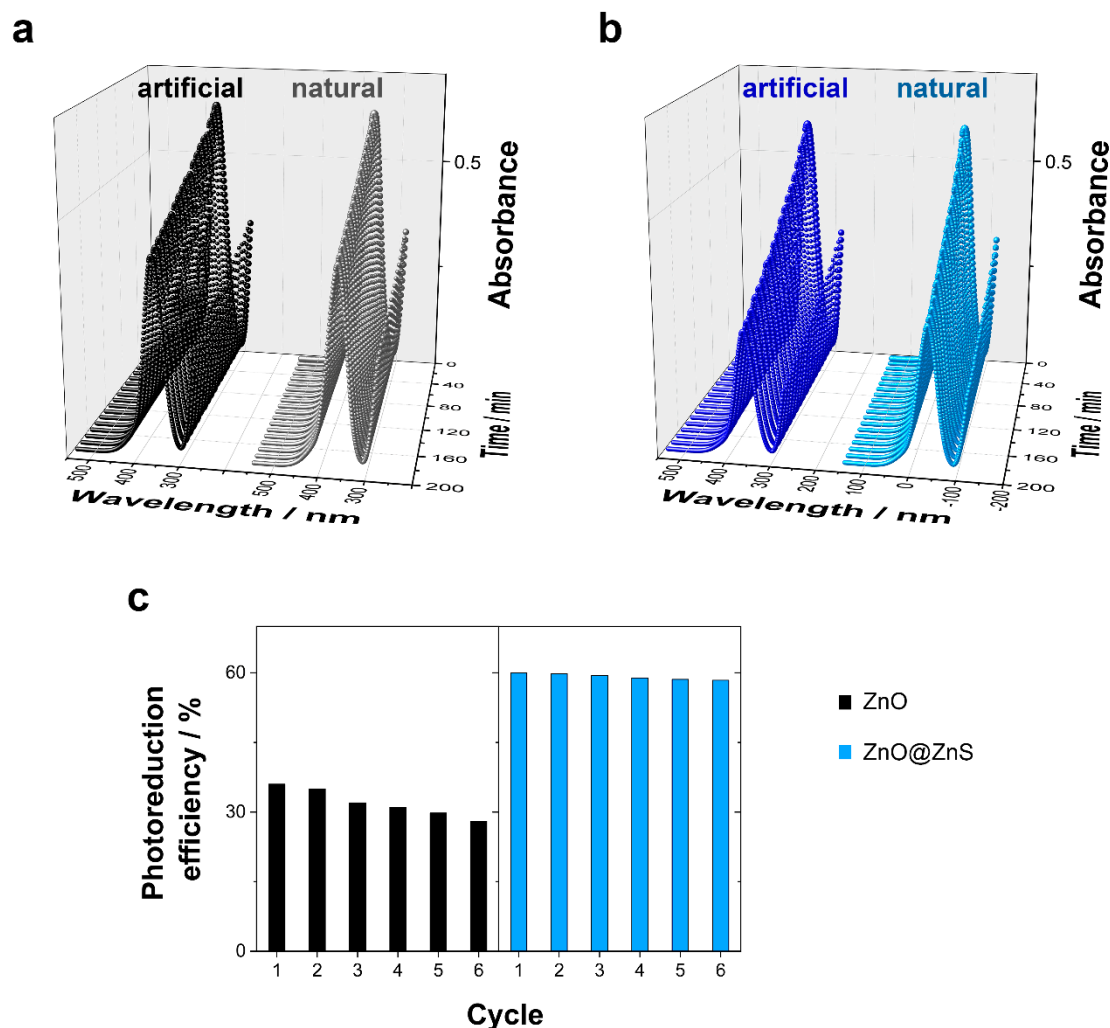 a
artificial
natural
0.5
Absorbance
0
40
80
120
160
200
Time / min
500
400
300
500
400
300
Wavelength / nm
b
artificial
natural
0.5
Absorbance
0
40
80
120
160
200
Time / min
500
400
300
200
100
0
-100
-200
Wavelength / nm
c
Photoreduction
efficiency / %
60
30
0
1 2 3 4 5 6 1 2 3 4 5 6
Cycle
ZnO
ZnO@ZnS